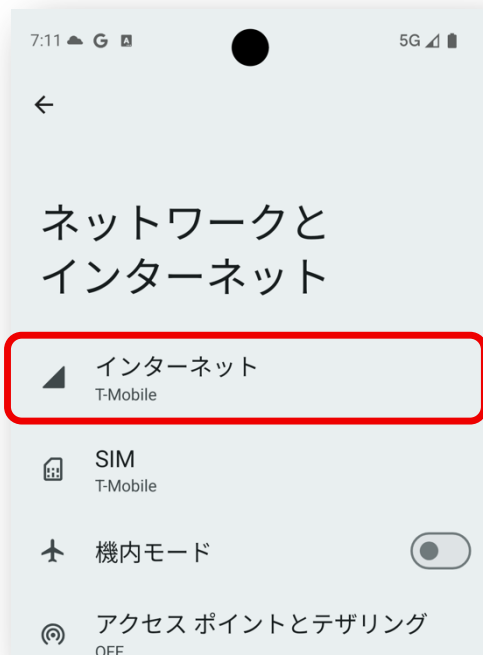 7:11
5G
ネットワークと
インターネット
インターネット
T-Mobile
SIM
T-Mobile
機内モード
アクセス ポイントとテザリング
OFF